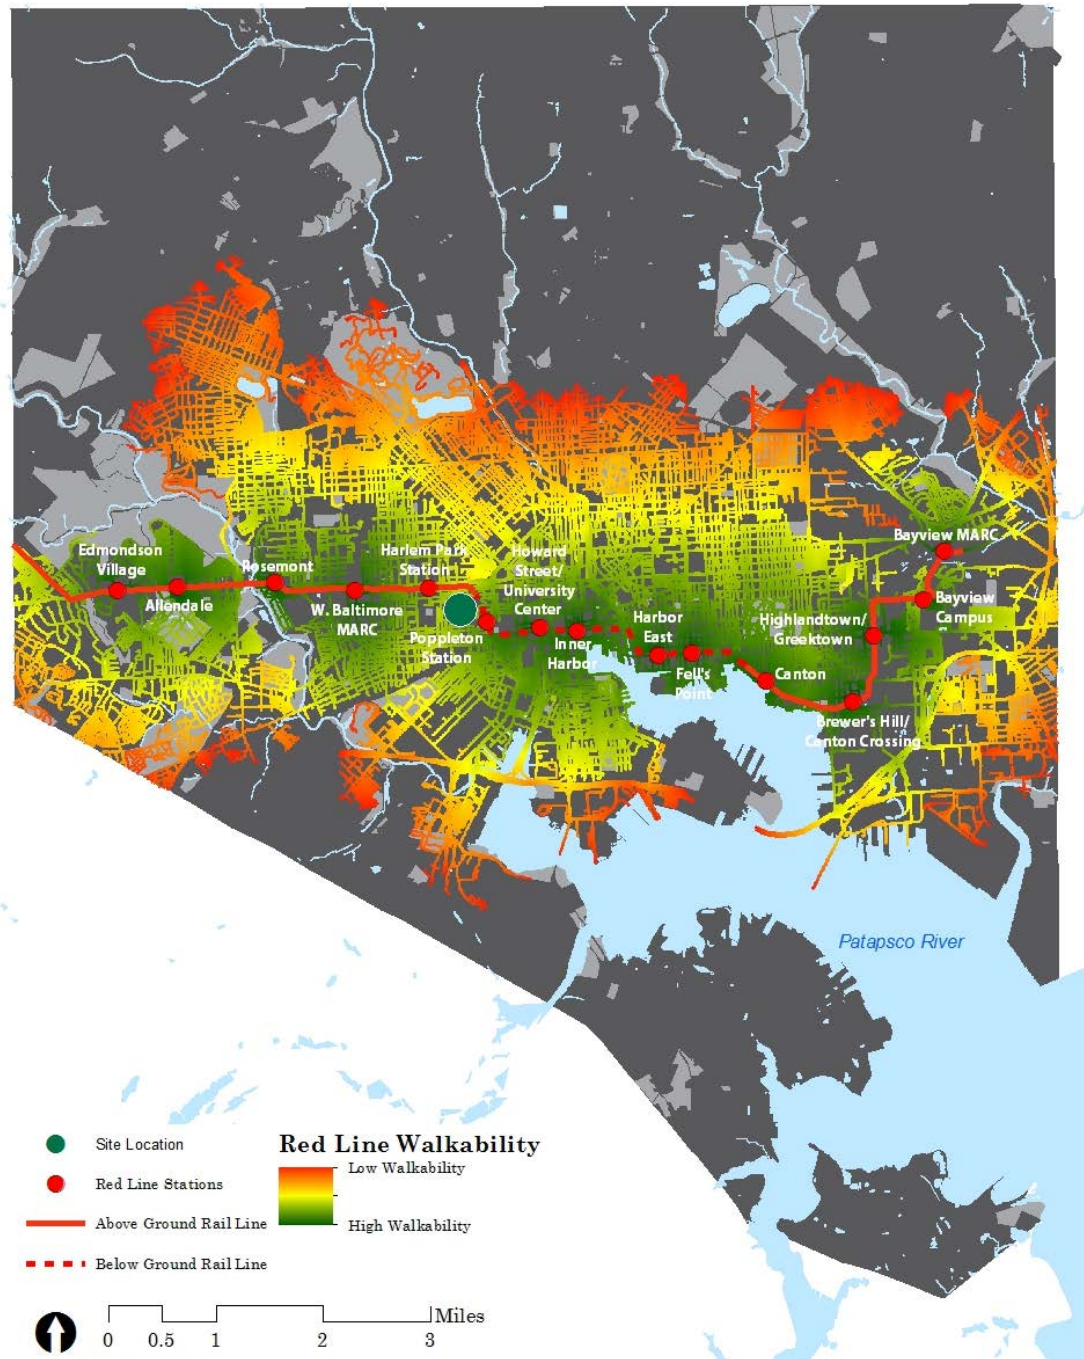 Edmondson
Village
Allendale
Rosemont
W. Baltimore
MARC
Harlem Park
Station
Poppleton
Station
Howard
Street/
University
Center
Inner
Harbor
Harbor
East
Fell's
Point
Canton
Highlandtown/
Greektown
Brewer's Hill/
Canton Crossing
Bayview MARC
Bayview
Campus
Patapsco River
Site Location
Red Line Stations
Above Ground Rail Line
Below Ground Rail Line
Red Line Walkability
Low Walkability
High Walkability
Miles
0 0.5 1 2 3